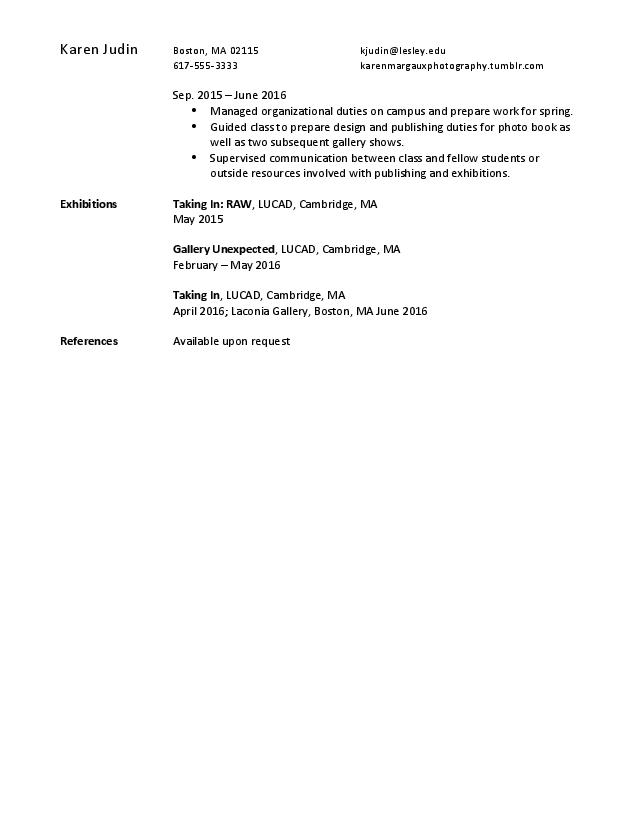 Karen Judin Boston, MA 02115 kjudin@lesley.edu
617-555-3333 karenmargauxphotography.tumblr.com
Sep. 2015 – June 2016
• Managed organizational duties on campus and prepare work for spring.
• Guided class to prepare design and publishing duties for photo book as
well as two subsequent gallery shows.
• Supervised communication between class and fellow students or
outside resources involved with publishing and exhibitions.
Exhibitions Taking In: RAW, LUCAD, Cambridge, MA
May 2015
Gallery Unexpected, LUCAD, Cambridge, MA
February – May 2016
Taking In, LUCAD, Cambridge, MA
April 2016; Laconia Gallery, Boston, MA June 2016
References Available upon request